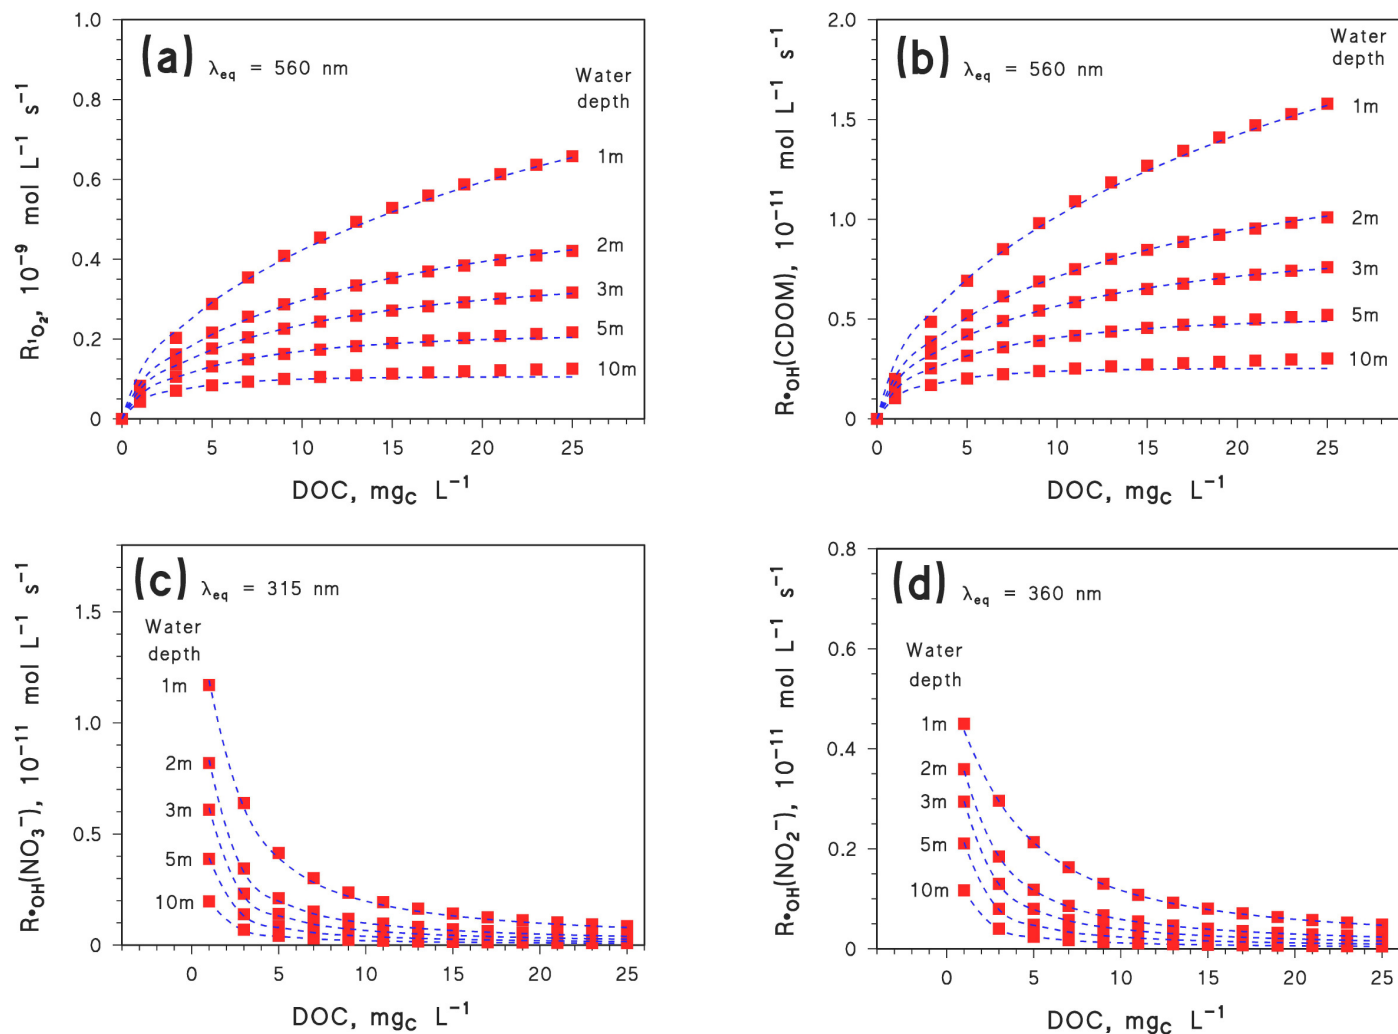 (a) λeq = 560 nm
Water
depth
1m
2m
3m
5m
10m
1.0
0.8
0.6
0.4
0.2
0
R¹O₂, 10⁻⁹ mol L⁻¹ s⁻¹
0 5 10 15 20 25
DOC, mgC L⁻¹
(b) λeq = 560 nm
Water
depth
1m
2m
3m
5m
10m
2.0
1.5
1.0
0.5
0
R•OH(CDOM), 10⁻¹¹ mol L⁻¹ s⁻¹
0 5 10 15 20 25
DOC, mgC L⁻¹
(c) λeq = 315 nm
Water
depth
1m
2m
3m
5m
10m
1.5
1.0
0.5
0
R•OH(NO₃⁻), 10⁻¹¹ mol L⁻¹ s⁻¹
0 5 10 15 20 25
DOC, mgC L⁻¹
(d) λeq = 360 nm
Water
depth
1m
2m
3m
5m
10m
0.8
0.6
0.4
0.2
0
R•OH(NO₂⁻), 10⁻¹¹ mol L⁻¹ s⁻¹
0 5 10 15 20 25
DOC, mgC L⁻¹